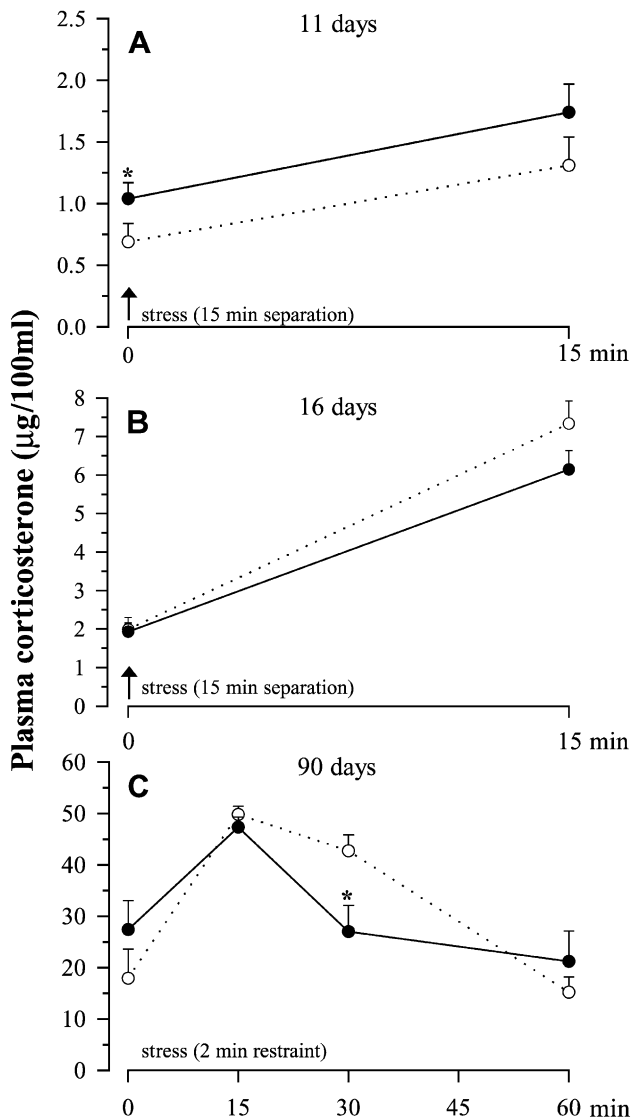 Plasma corticosterone (µg/100ml)
A
11 days
2.5
2.0
1.5
1.0
0.5
0.0
*
stress (15 min separation)
0
15 min
B
16 days
8
7
6
5
4
3
2
1
0
stress (15 min separation)
0
15 min
C
90 days
60
50
40
30
20
10
0
*
stress (2 min restraint)
0 15 30 45 60 min